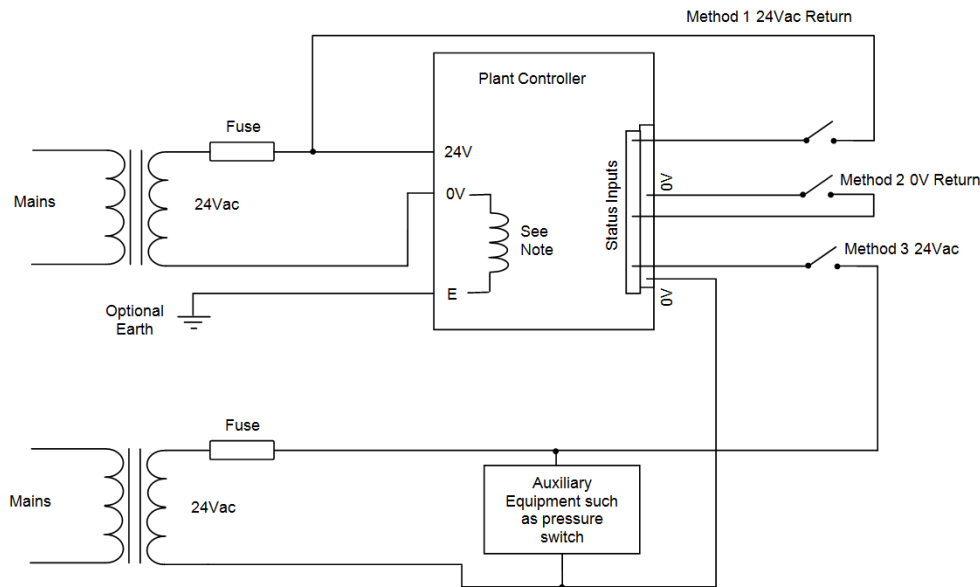 Method 1 24Vac Return
Plant Controller
Fuse
24V
0V
Mains
24Vac
0V
Method 2 0V Return
Status Inputs
See
Note
Method 3 24Vac
E
0V
Optional
Earth
Fuse
Mains
24Vac
Auxiliary
Equipment such
as pressure
switch